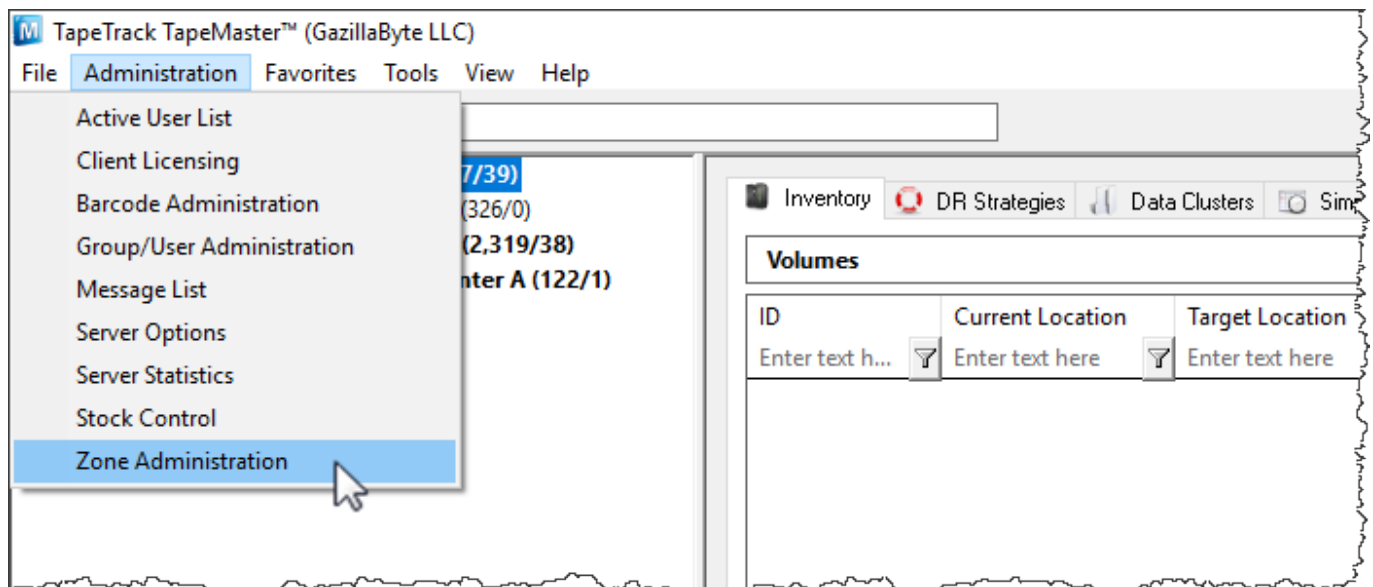 TapeTrack TapeMaster™ (GazillaByte LLC)
File Administration Favorites Tools View Help
Active User List
Client Licensing
Barcode Administration
Group/User Administration
Message List
Server Options
Server Statistics
Stock Control
Zone Administration
7/39)
(326/0)
(2,319/38)
nter A (122/1)
Inventory DR Strategies Data Clusters Sim
Volumes
ID Current Location Target Location
Enter text h... Enter text here Enter text here